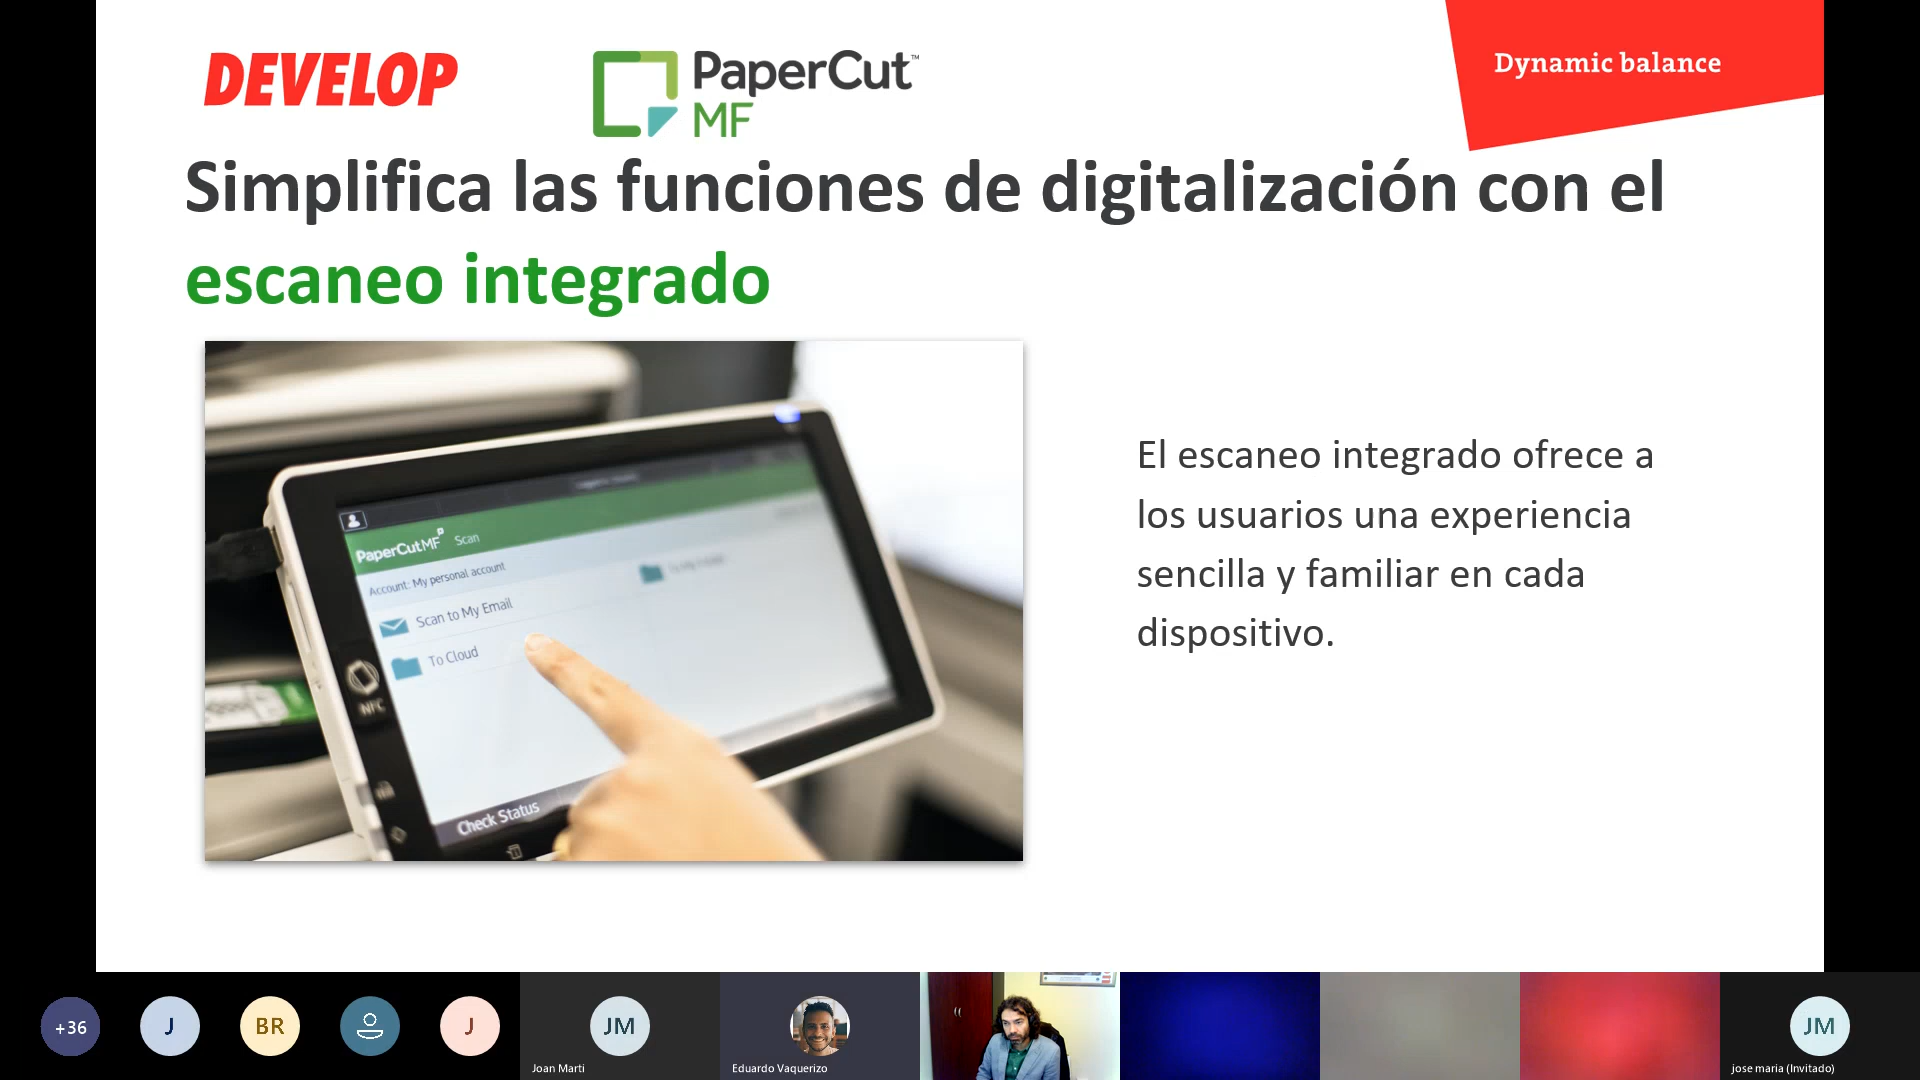 DEVELOP
PaperCut™
MF
Dynamic balance
Simplifica las funciones de digitalización con el
escaneo integrado
PaperCutMF Scan
Account: My personal account
Scan to My Email
To Cloud
NFC
Check Status
El escaneo integrado ofrece a
los usuarios una experiencia
sencilla y familiar en cada
dispositivo.
+36
J
BR
J
JM
Joan Marti
Eduardo Vaquerizo
JM
jose maria (Invitado)